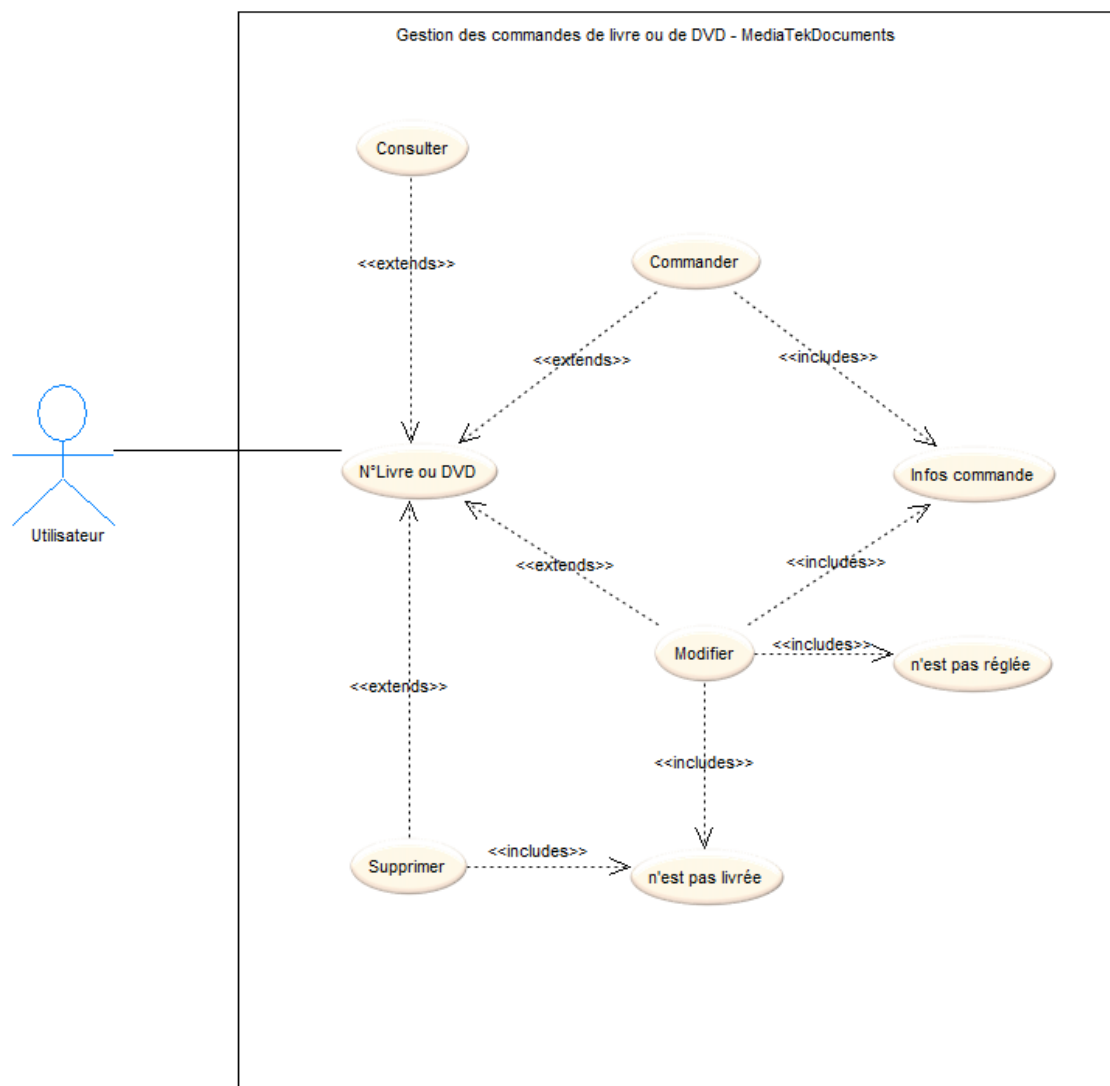 Gestion des commandes de livre ou de DVD - MediaTekDocuments
Consulter
<<extends>>
Commander
<<extends>>
<<includes>>
N°Livre ou DVD
Infos commande
Utilisateur
<<extends>>
<<includes>>
Modifier
<<includes>>
n'est pas réglée
<<extends>>
<<includes>>
Supprimer
<<includes>>
n'est pas livrée